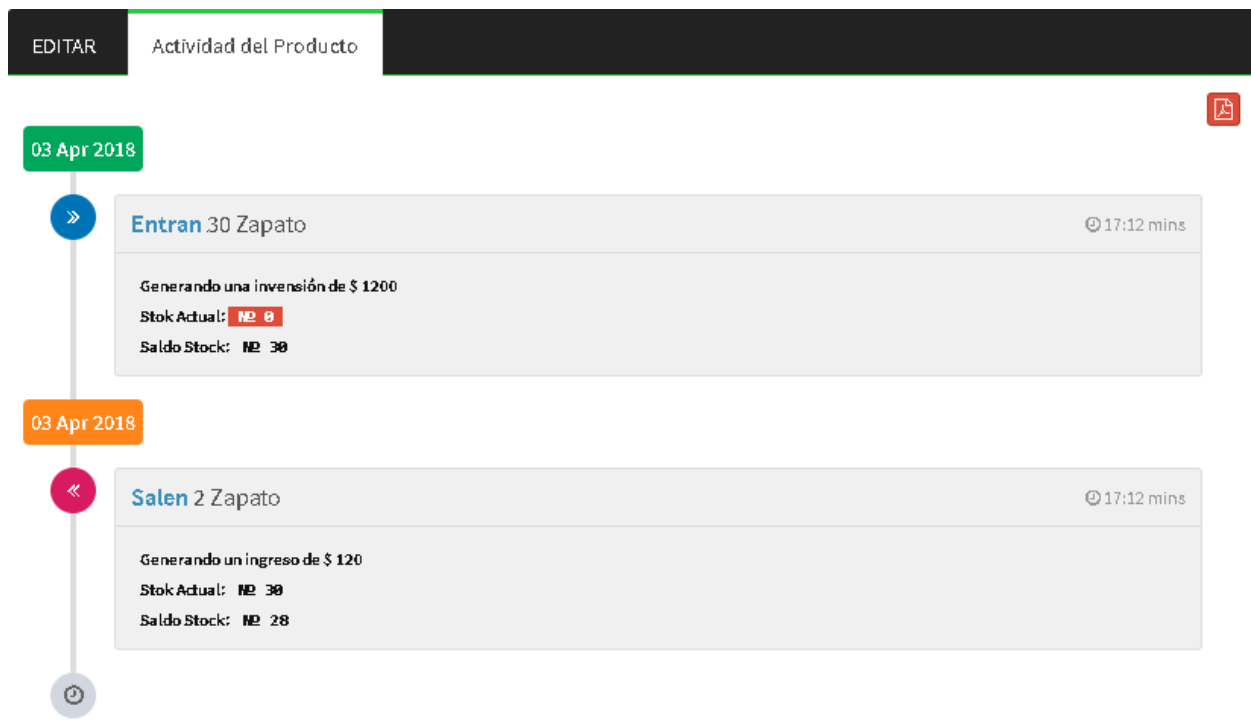 EDITAR Actividad del Producto
03 Apr 2018
Entran 30 Zapato 17:12 mins
Generando una invensión de $ 1200
Stok Actual: Nº 0
Saldo Stock: Nº 30
03 Apr 2018
Salen 2 Zapato 17:12 mins
Generando un ingreso de $ 120
Stok Actual: Nº 30
Saldo Stock: Nº 28